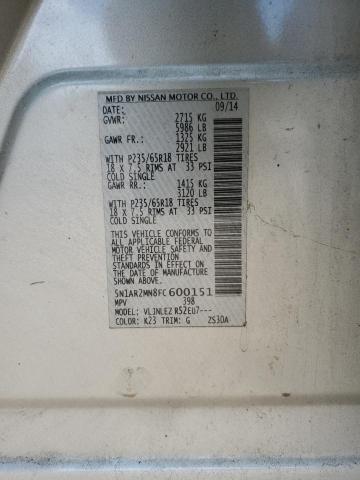 MFD BY NISSAN MOTOR CO., LTD.
DATE: 09/14
GVWR: 2715 KG
5986 LB
GAWR FR.: 1325 KG
2921 LB
WITH P235/65R18 TIRES
18 X 7.5 RIMS AT 33 PSI
COLD SINGLE
GAWR RR.: 1415 KG
3120 LB
WITH P235/65R18 TIRES
18 X 7.5 RIMS AT 33 PSI
COLD SINGLE
THIS VEHICLE CONFORMS TO
ALL APPLICABLE FEDERAL MOTOR
VEHICLE SAFETY, BUMPER,
AND THEFT PREVENTION
STANDARDS IN EFFECT ON
THE DATE OF MANUFACTURE
SHOWN ABOVE.
5N1AR2MN8FC600151
MPV 398
MODEL: VLJNLEZ R52EU7---
COLOR: K23 TRIM: G ZS30A